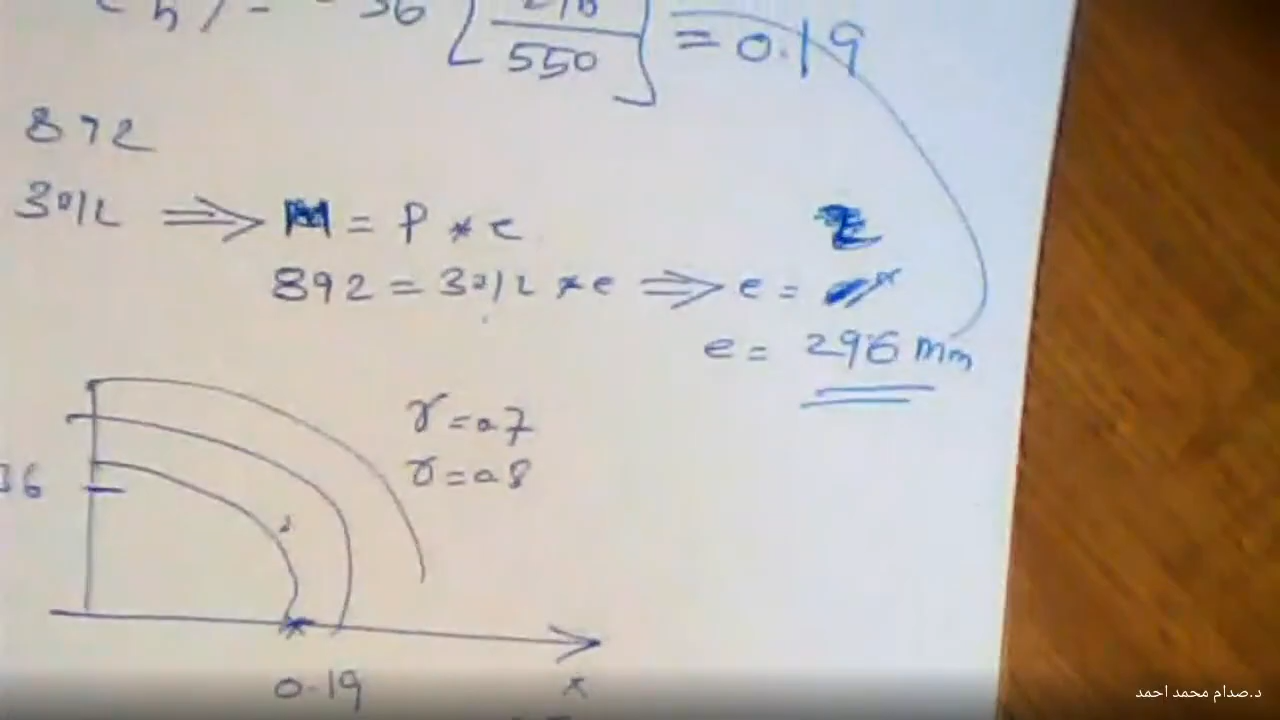 36 [ 550 ] = 0.19
872
3012 ⇒ M = P * e
892 = 3012 * e ⇒ e =
e = 296 mm
γ = 0.7
γ = 0.8
36
0.19 x
د.صدام محمد احمد